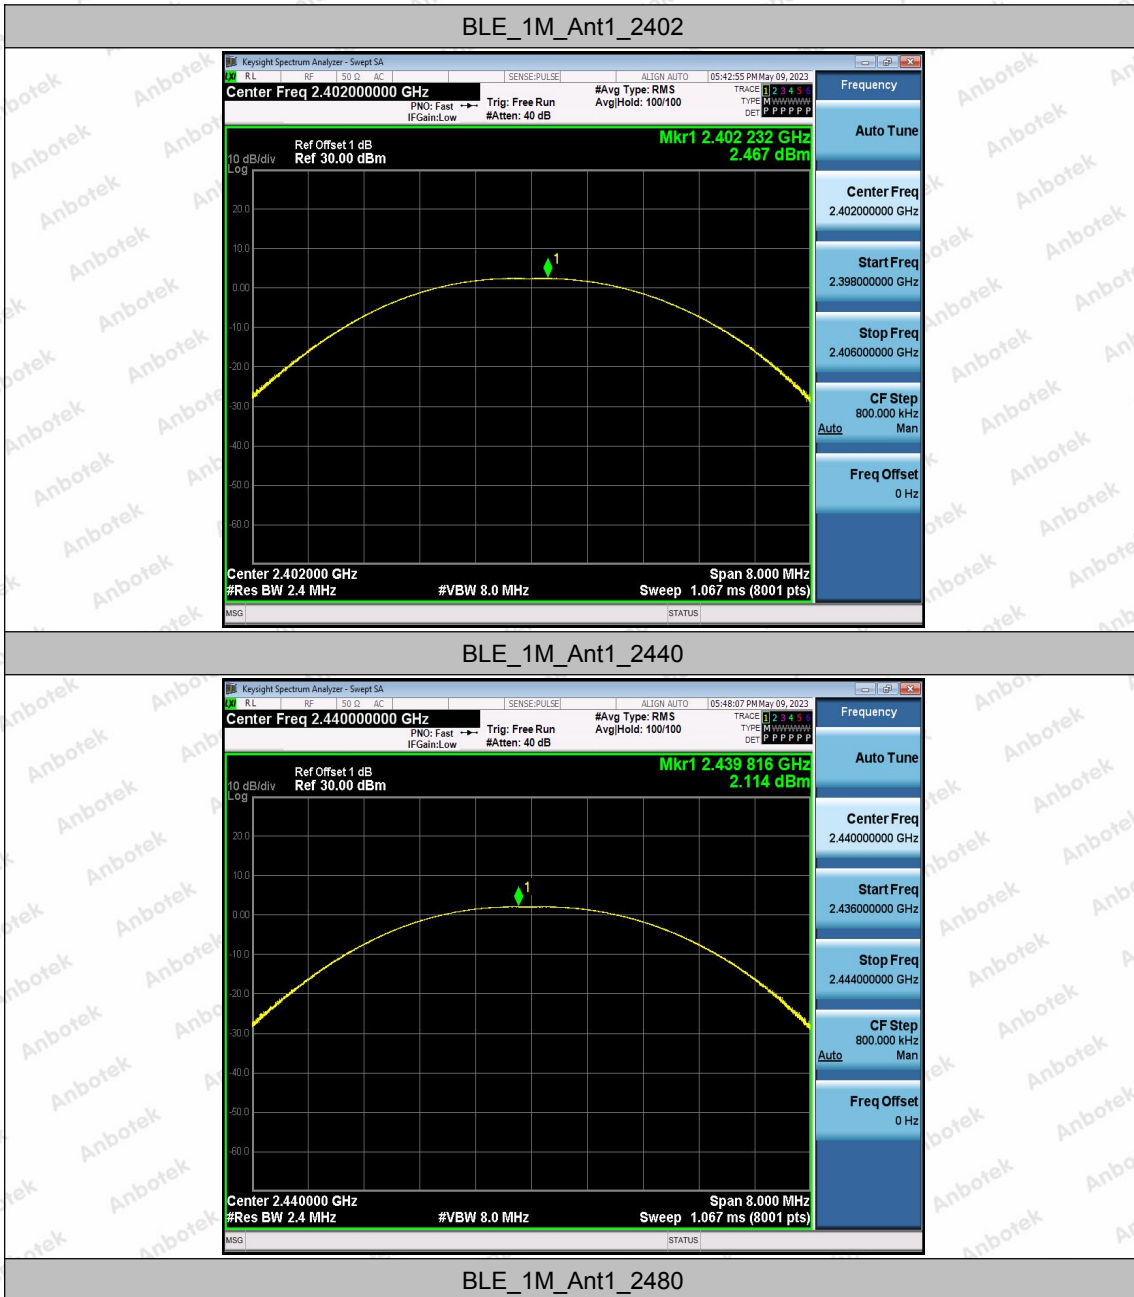 BLE_1M_Ant1_2402
Keysight Spectrum Analyzer - Swept SA
LXI RL RF 50 Ω AC SENSE:PULSE ALIGN AUTO 05:42:55 PM May 09, 2023
Center Freq 2.402000000 GHz
PNO: Fast
IFGain:Low
Trig: Free Run
#Atten: 40 dB
#Avg Type: RMS
Avg|Hold: 100/100
TRACE 1 2 3 4 5 6
TYPE M W W W W W
DET P P P P P P
Frequency
Auto Tune
Center Freq
2.402000000 GHz
Start Freq
2.398000000 GHz
Stop Freq
2.406000000 GHz
CF Step
800.000 kHz
Auto Man
Freq Offset
0 Hz
Mkr1 2.402 232 GHz
2.467 dBm
Ref Offset 1 dB
10 dB/div Ref 30.00 dBm
Log
20.0
10.0
0.00
-10.0
-20.0
-30.0
-40.0
-50.0
-60.0
1
Center 2.402000 GHz Span 8.000 MHz
#Res BW 2.4 MHz #VBW 8.0 MHz Sweep 1.067 ms (8001 pts)
MSG STATUS
BLE_1M_Ant1_2440
Keysight Spectrum Analyzer - Swept SA
LXI RL RF 50 Ω AC SENSE:PULSE ALIGN AUTO 05:48:07 PM May 09, 2023
Center Freq 2.440000000 GHz
PNO: Fast
IFGain:Low
Trig: Free Run
#Atten: 40 dB
#Avg Type: RMS
Avg|Hold: 100/100
TRACE 1 2 3 4 5 6
TYPE M W W W W W
DET P P P P P P
Frequency
Auto Tune
Center Freq
2.440000000 GHz
Start Freq
2.436000000 GHz
Stop Freq
2.444000000 GHz
CF Step
800.000 kHz
Auto Man
Freq Offset
0 Hz
Mkr1 2.439 816 GHz
2.114 dBm
Ref Offset 1 dB
10 dB/div Ref 30.00 dBm
Log
20.0
10.0
0.00
-10.0
-20.0
-30.0
-40.0
-50.0
-60.0
1
Center 2.440000 GHz Span 8.000 MHz
#Res BW 2.4 MHz #VBW 8.0 MHz Sweep 1.067 ms (8001 pts)
MSG STATUS
BLE_1M_Ant1_2480
Anbotek